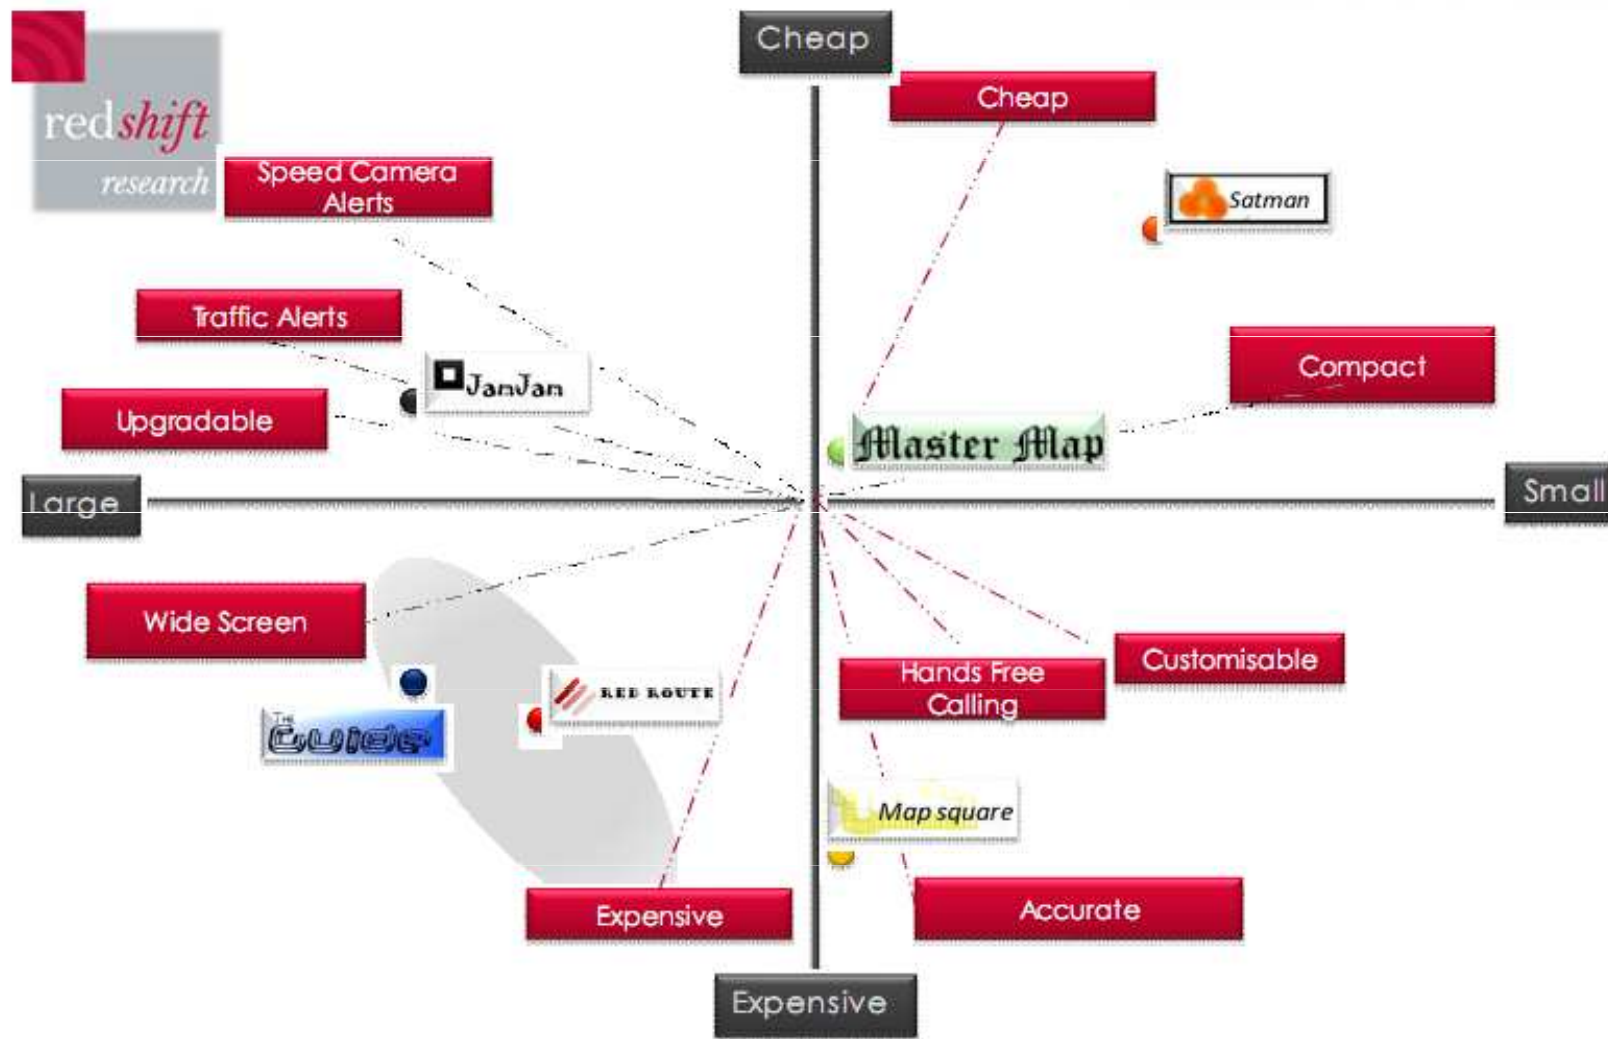 Cheap
Cheap
redshift
research
Speed Camera
Alerts
Satman
Traffic Alerts
JamJam
Compact
Upgradable
Master Map
Large
Small
Wide Screen
Customisable
Hands Free
Calling
RED ROUTE
THE
Guide
Map square
Accurate
Expensive
Expensive